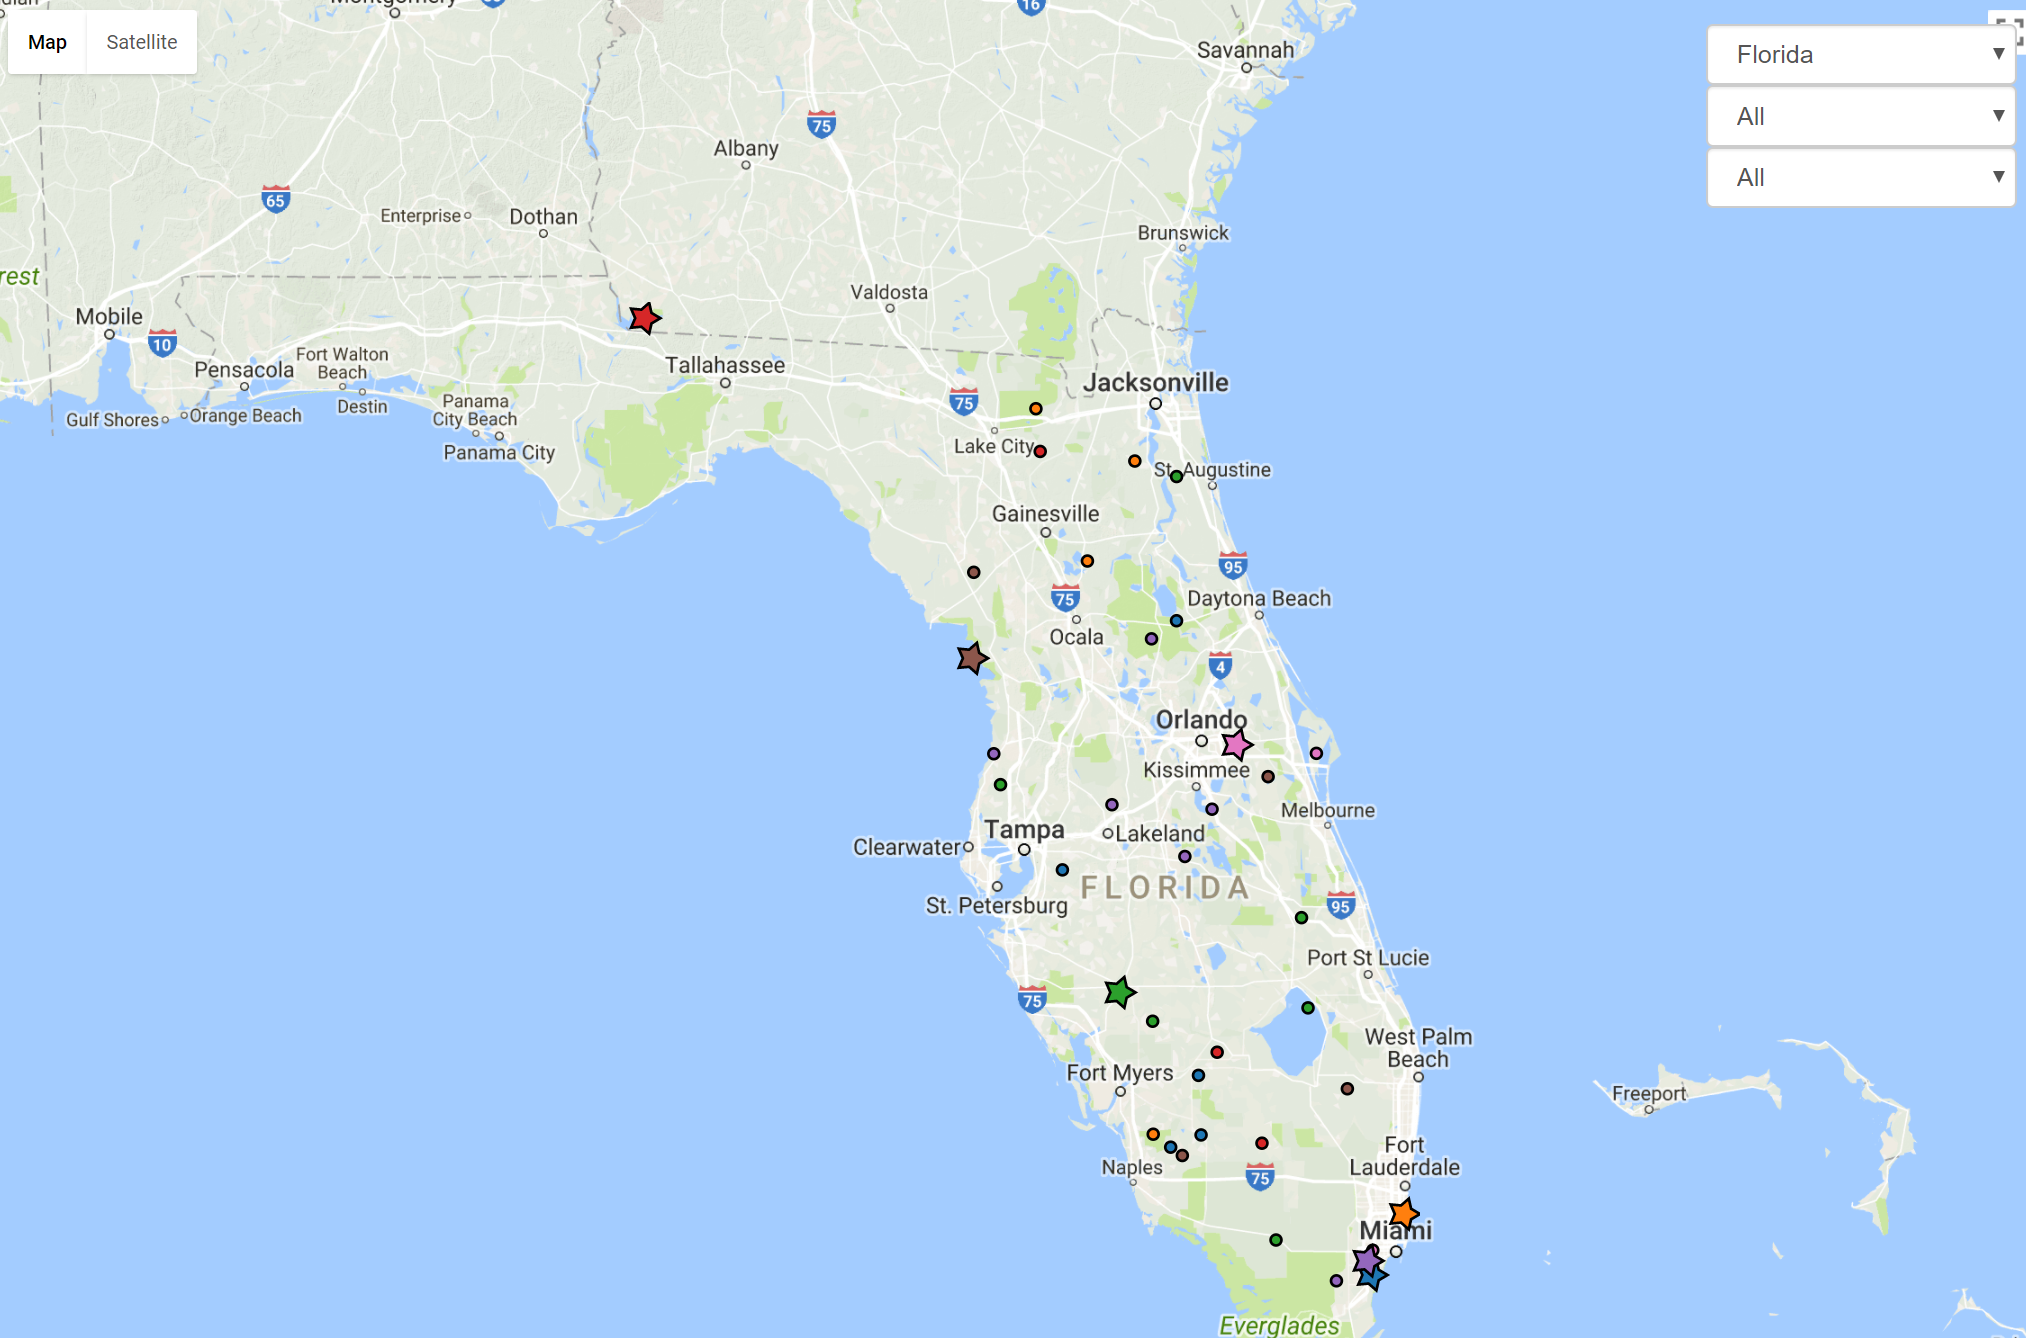 Montgomery
16
Map
Satellite
Savannah
Florida
All
All
75
Albany
65
Enterprise
Dothan
Brunswick
rest
Valdosta
Mobile
10
Fort Walton
Beach
Pensacola
Tallahassee
Jacksonville
Gulf Shores
Orange Beach
Destin
Panama
City Beach
Panama City
75
Lake City
St. Augustine
Gainesville
95
75
Daytona Beach
Ocala
4
Orlando
Kissimmee
Melbourne
Tampa
Clearwater
Lakeland
FLORIDA
St. Petersburg
95
Port St Lucie
75
West Palm
Beach
Fort Myers
Freeport
Fort
Lauderdale
Naples
75
Miami
Everglades